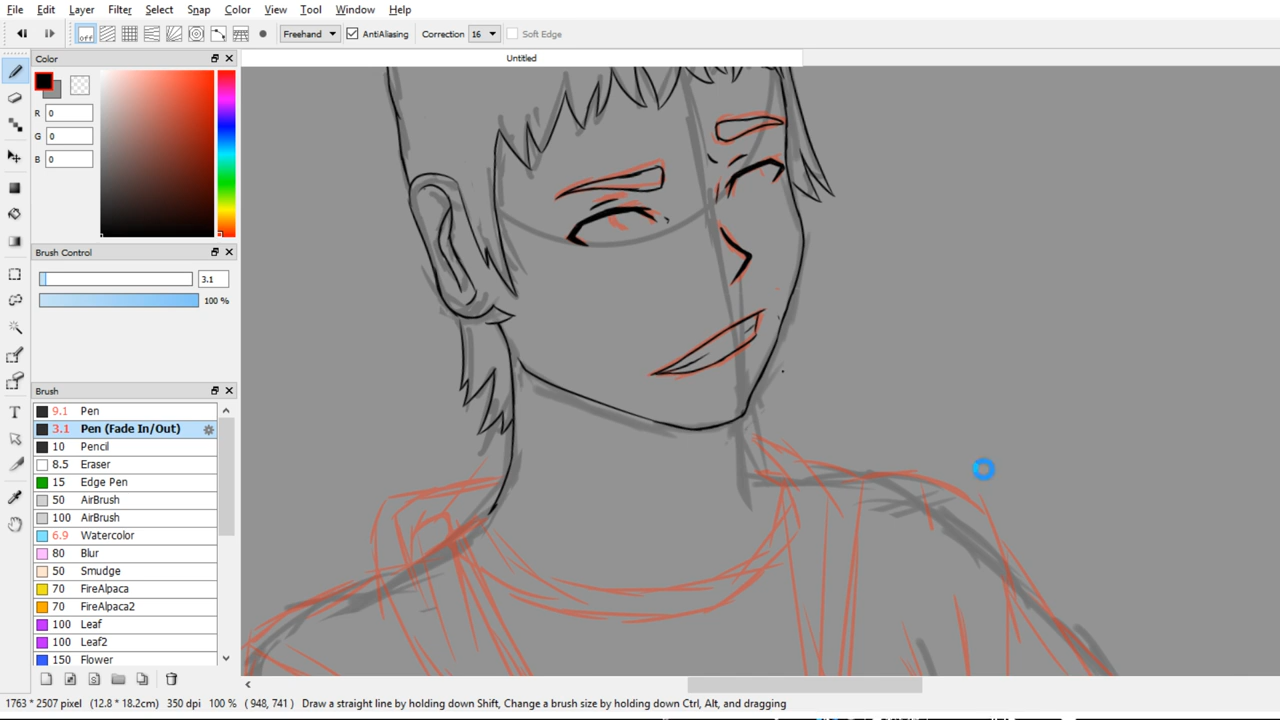 File Edit Layer Filter Select Snap Color View Tool Window Help
off Freehand AntiAliasing Correction 16 Soft Edge
Color
Untitled
R 0
G 0
B 0
Brush Control
3.1
100 %
Brush
9.1 Pen
3.1 Pen (Fade In/Out)
10 Pencil
8.5 Eraser
15 Edge Pen
50 AirBrush
100 AirBrush
6.9 Watercolor
80 Blur
50 Smudge
70 FireAlpaca
70 FireAlpaca2
100 Leaf
100 Leaf2
150 Flower
1763 * 2507 pixel (12.8 * 18.2cm) 350 dpi 100 % ( 948, 741 ) Draw a straight line by holding down Shift, Change a brush size by holding down Ctrl, Alt, and dragging